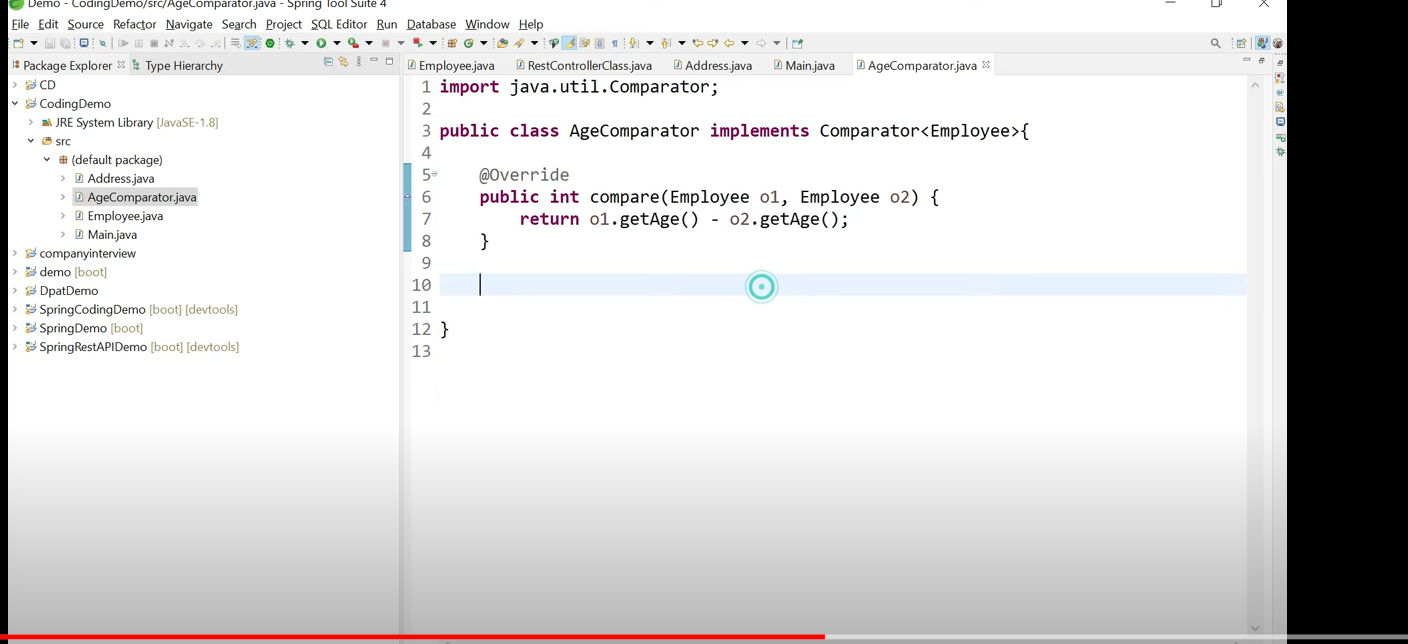 Demo - CodingDemo/src/AgeComparator.java - Spring Tool Suite 4
File Edit Source Refactor Navigate Search Project SQL Editor Run Database Window Help
Package Explorer Type Hierarchy
Employee.java RestControllerClass.java Address.java Main.java AgeComparator.java
CD
CodingDemo
JRE System Library [JavaSE-1.8]
src
(default package)
Address.java
AgeComparator.java
Employee.java
Main.java
companyinterview
demo [boot]
DpatDemo
SpringCodingDemo [boot] [devtools]
SpringDemo [boot]
SpringRestAPIDemo [boot] [devtools]
1 import java.util.Comparator;
2
3 public class AgeComparator implements Comparator<Employee>{
4
5 @Override
6 public int compare(Employee o1, Employee o2) {
7 return o1.getAge() - o2.getAge();
8 }
9
10
11
12 }
13